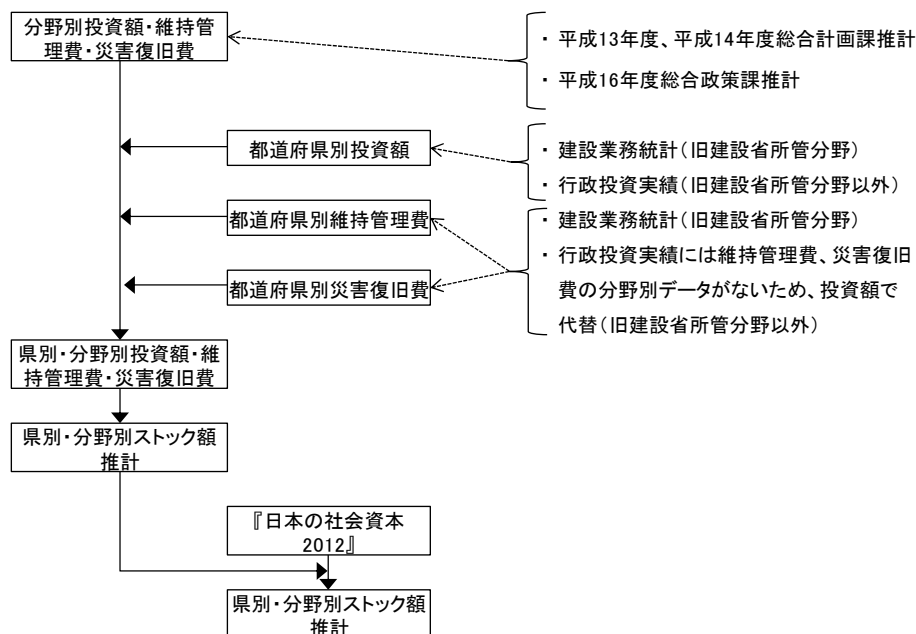 分野別投資額・維持管
理費・災害復旧費
・ 平成13年度、平成14年度総合計画課推計
・ 平成16年度総合政策課推計
都道府県別投資額
・ 建設業務統計(旧建設省所管分野)
・ 行政投資実績(旧建設省所管分野以外)
都道府県別維持管理費
都道府県別災害復旧費
・ 建設業務統計(旧建設省所管分野)
・ 行政投資実績には維持管理費、災害復旧
費の分野別データがないため、投資額で
代替(旧建設省所管分野以外)
県別・分野別投資額・維
持管理費・災害復旧費
県別・分野別ストック額
推計
『日本の社会資本
2012』
県別・分野別ストック額
推計